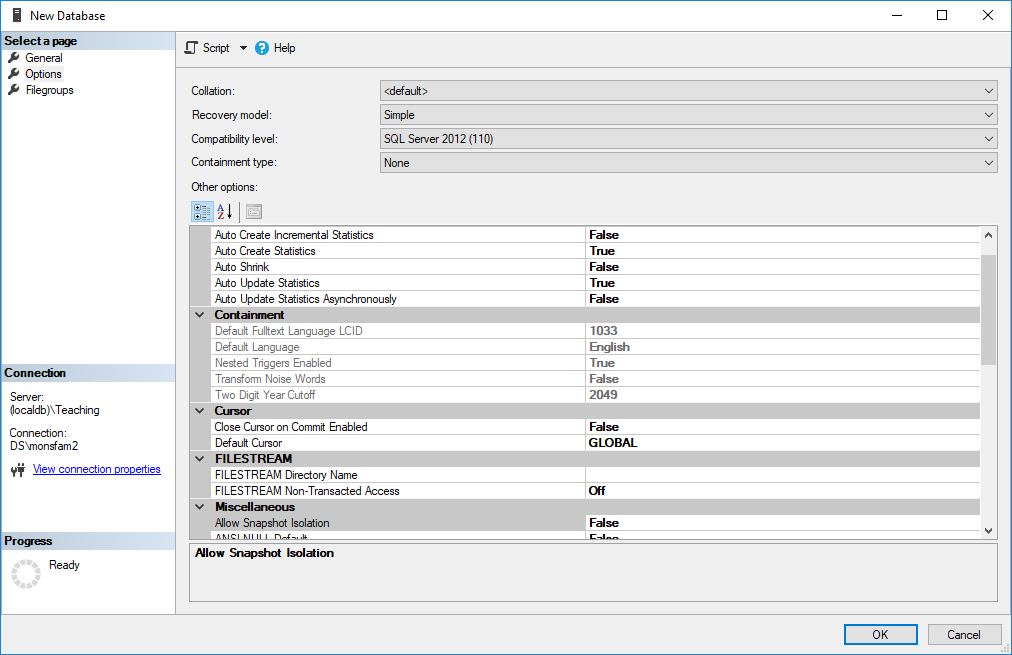 New Database
Select a page
General
Options
Filegroups
Script Help
Collation: <default>
Recovery model: Simple
Compatibility level: SQL Server 2012 (110)
Containment type: None
Other options:
Auto Create Incremental Statistics False
Auto Create Statistics True
Auto Shrink False
Auto Update Statistics True
Auto Update Statistics Asynchronously False
Containment
Default Fulltext Language LCID 1033
Default Language English
Nested Triggers Enabled True
Transform Noise Words False
Two Digit Year Cutoff 2049
Cursor
Close Cursor on Commit Enabled False
Default Cursor GLOBAL
FILESTREAM
FILESTREAM Directory Name
FILESTREAM Non-Transacted Access Off
Miscellaneous
Allow Snapshot Isolation False
ANSI NULL Default False
Allow Snapshot Isolation
Connection
Server:
(localdb)\Teaching
Connection:
DS\monsfam2
View connection properties
Progress
Ready
OK Cancel